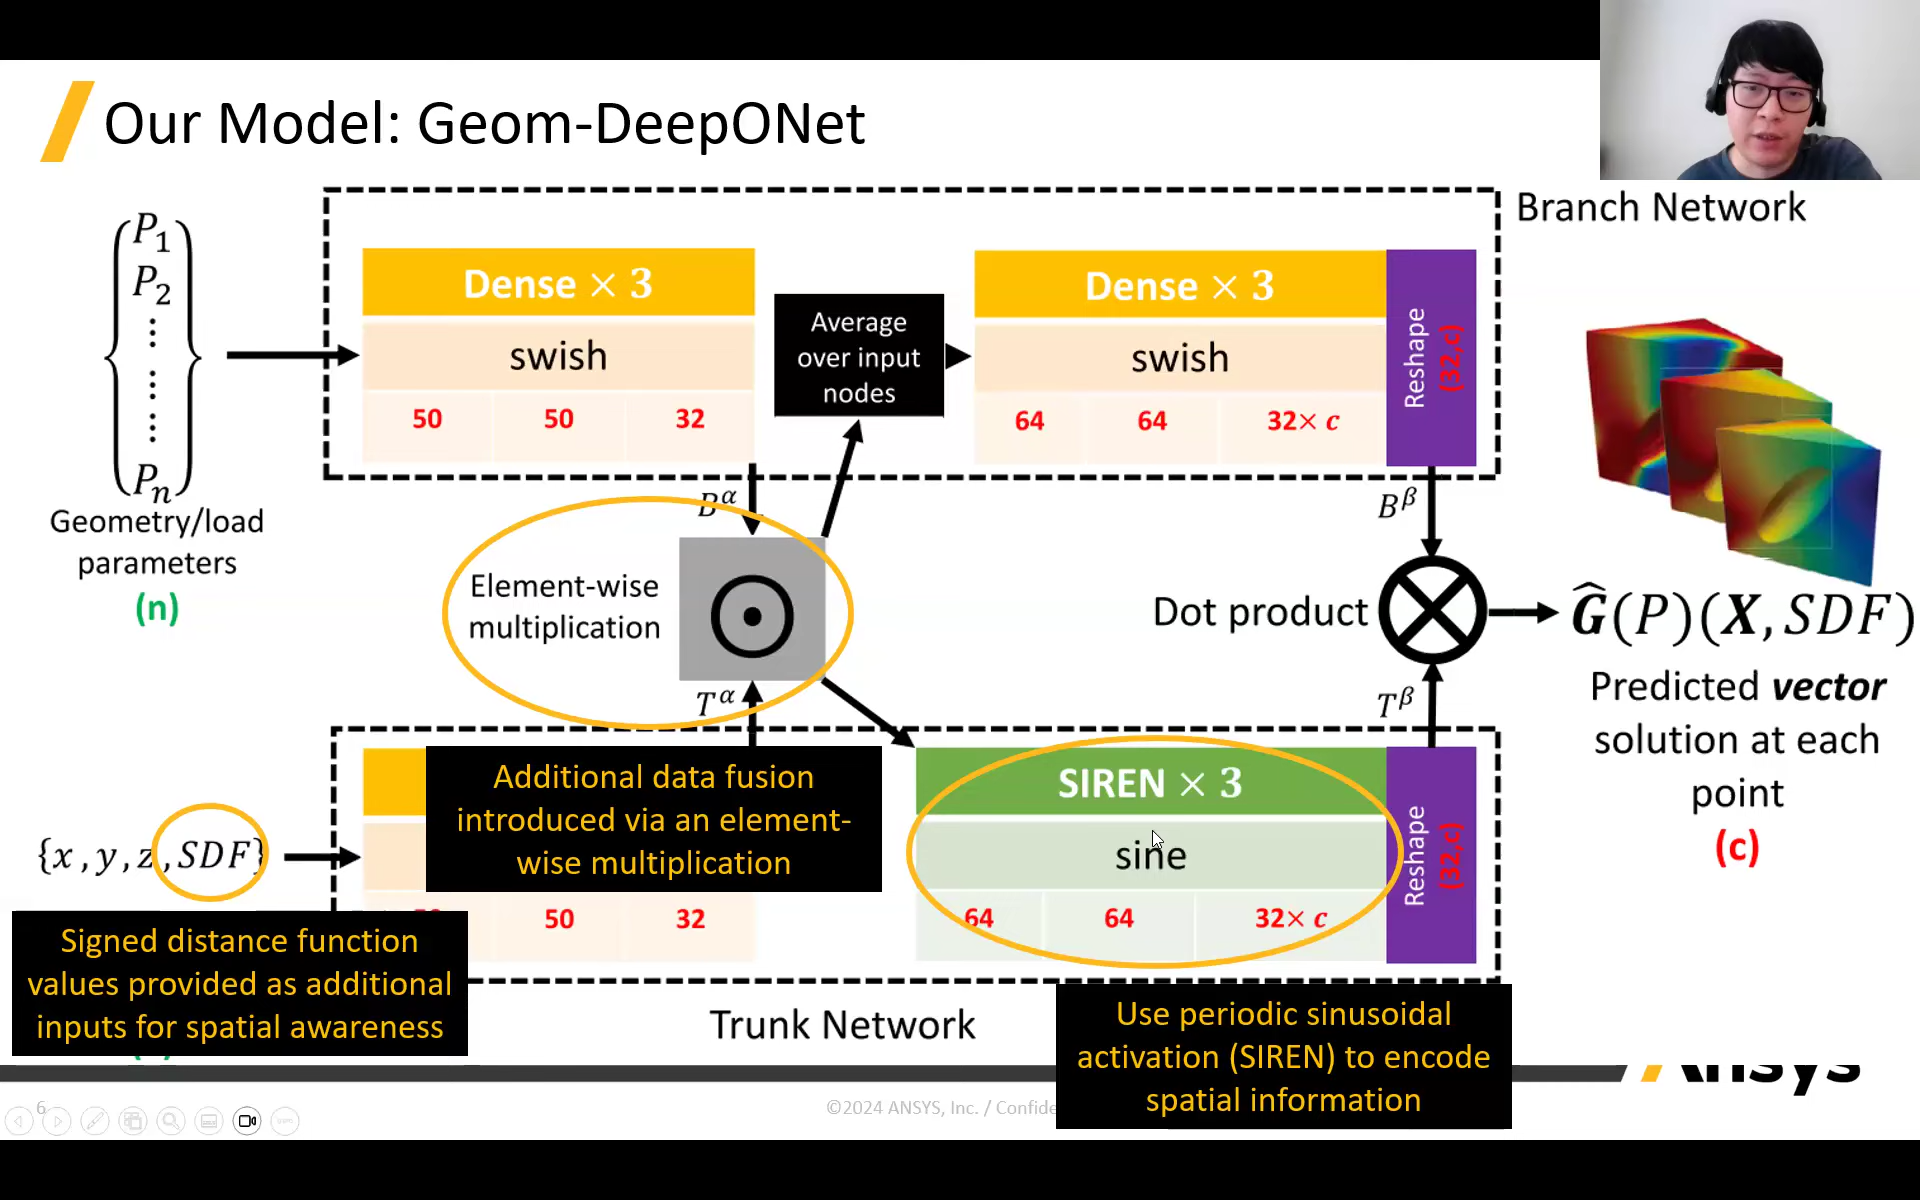 Our Model: Geom-DeepONet
Branch Network
P1
P2
⋮
⋮
⋮
Pn
Geometry/load
parameters
(n)
Dense × 3
swish
50 50 32
Average
over input
nodes
Dense × 3
swish
64 64 32× c
Reshape
(32,c)
B^α
B^β
Element-wise
multiplication
T^α
Dot product
T^β
Ĝ(P)(X, SDF)
Predicted vector
solution at each
point
(c)
{x, y, z, SDF}
Additional data fusion
introduced via an element-
wise multiplication
50 32
SIREN × 3
sine
64 64 32× c
Reshape
(32,c)
Signed distance function
values provided as additional
inputs for spatial awareness
Trunk Network
Use periodic sinusoidal
activation (SIREN) to encode
spatial information
Ansys
6
©2024 ANSYS, Inc. / Confide